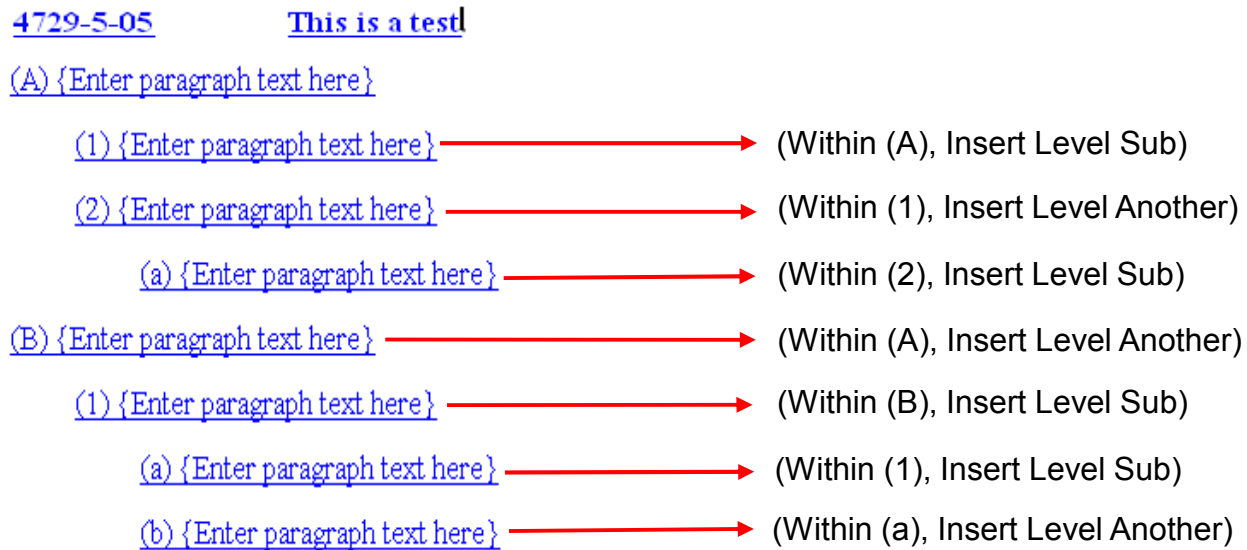 4729-5-05 This is a test
(A) {Enter paragraph text here}
(1) {Enter paragraph text here} (Within (A), Insert Level Sub)
(2) {Enter paragraph text here} (Within (1), Insert Level Another)
(a) {Enter paragraph text here} (Within (2), Insert Level Sub)
(B) {Enter paragraph text here} (Within (A), Insert Level Another)
(1) {Enter paragraph text here} (Within (B), Insert Level Sub)
(a) {Enter paragraph text here} (Within (1), Insert Level Sub)
(b) {Enter paragraph text here} (Within (a), Insert Level Another)